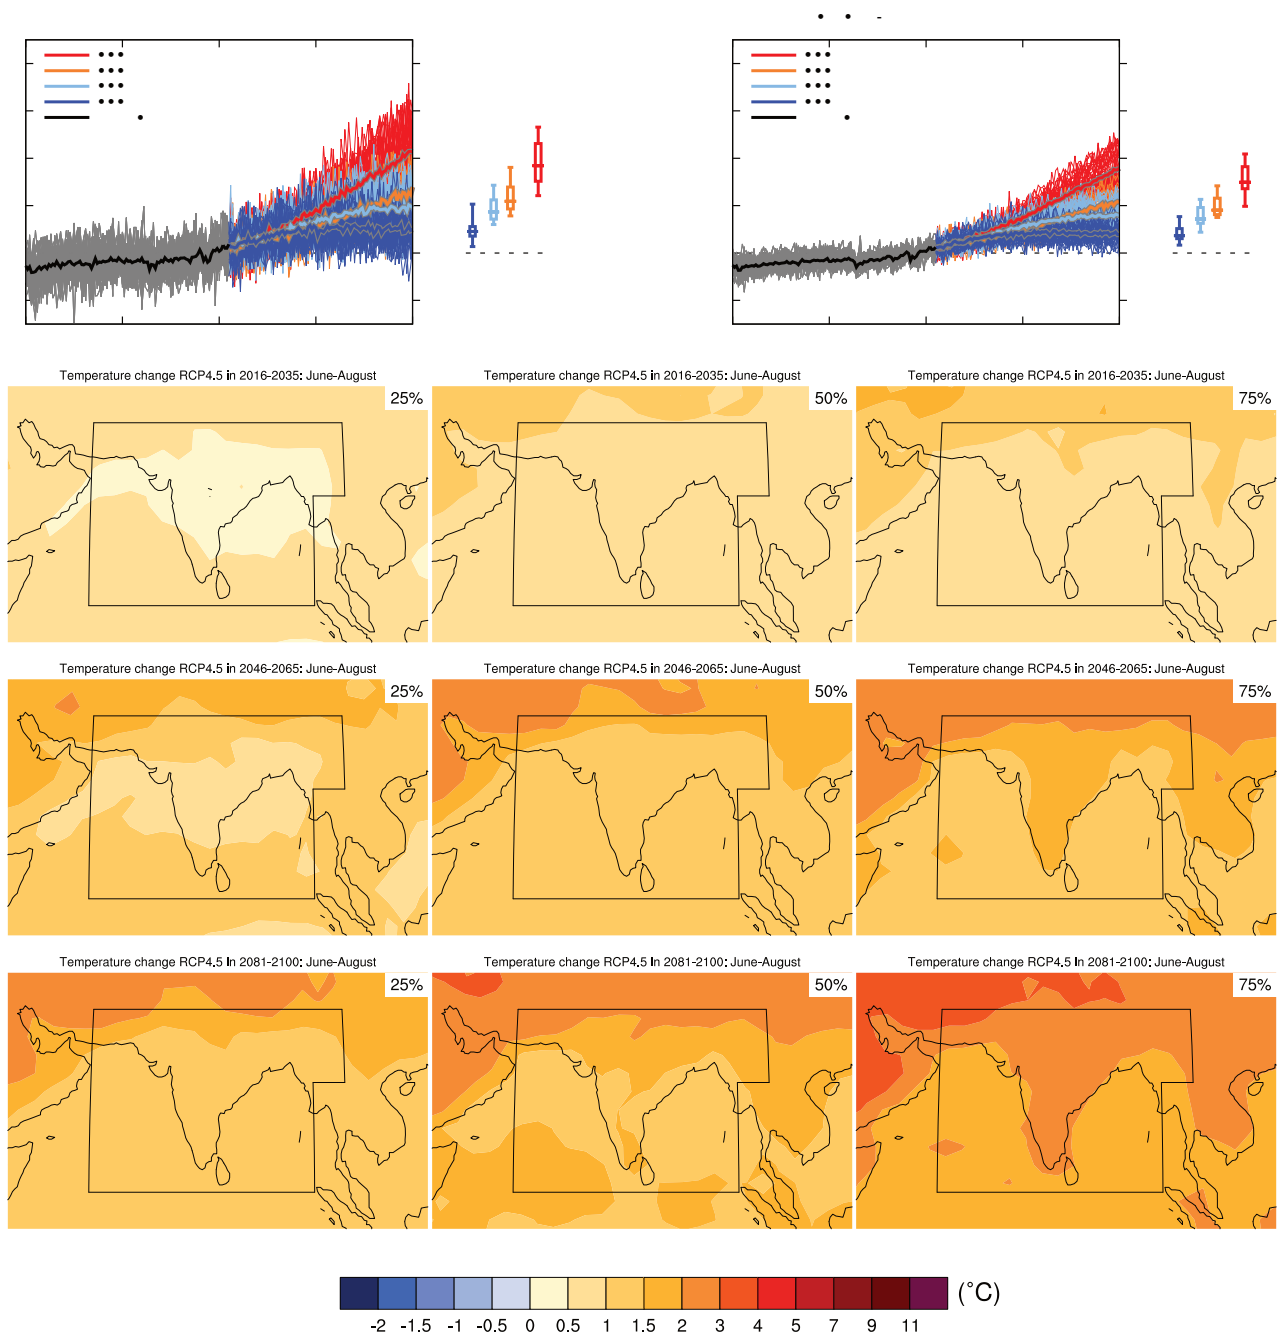 Temperature change RCP4.5 in 2016-2035: June-August
25%
Temperature change RCP4.5 in 2016-2035: June-August
50%
Temperature change RCP4.5 in 2016-2035: June-August
75%
Temperature change RCP4.5 in 2046-2065: June-August
25%
Temperature change RCP4.5 in 2046-2065: June-August
50%
Temperature change RCP4.5 in 2046-2065: June-August
75%
Temperature change RCP4.5 in 2081-2100: June-August
25%
Temperature change RCP4.5 in 2081-2100: June-August
50%
Temperature change RCP4.5 in 2081-2100: June-August
75%
(°C)
-2 -1.5 -1 -0.5 0 0.5 1 1.5 2 3 4 5 7 9 11